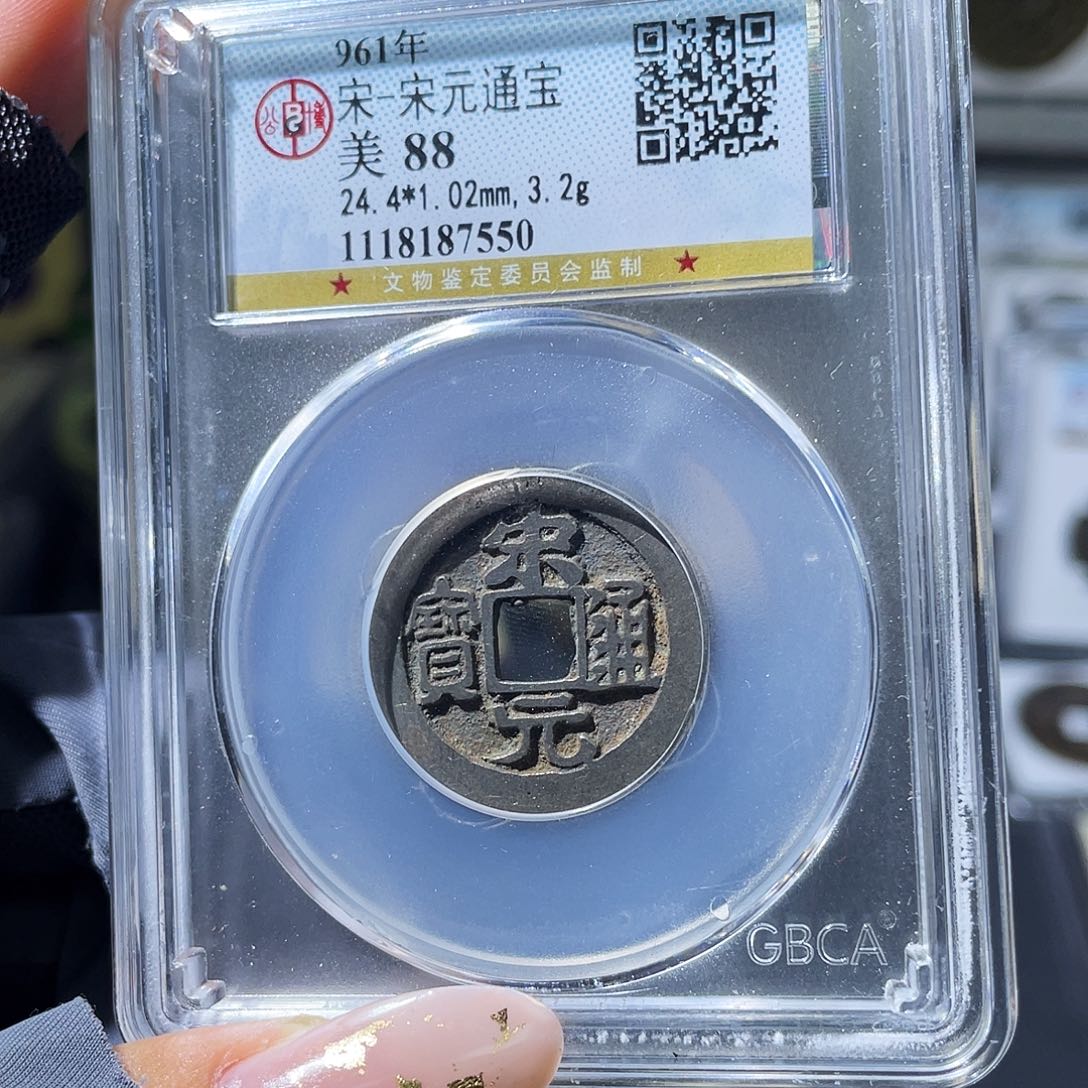 961年
宋-宋元通宝
美 88
24.4*1.02mm, 3.2g
1118187550
★ 文物鉴定委员会监制 ★
宋
寶 通
元
GBCA
GBCA